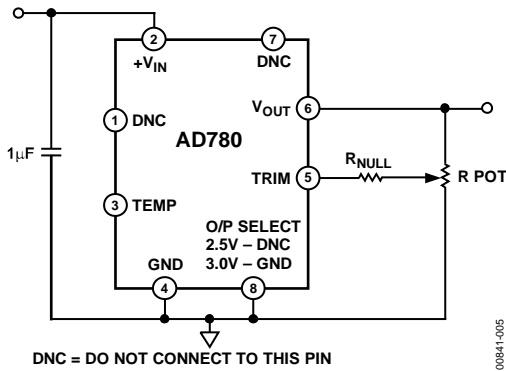 2
7
+VIN
DNC
1
DNC
VOUT
6
AD780
1μF
RNULL
TRIM
5
R POT
3
TEMP
O/P SELECT
2.5V – DNC
3.0V – GND
GND
4
8
DNC = DO NOT CONNECT TO THIS PIN
00841-005